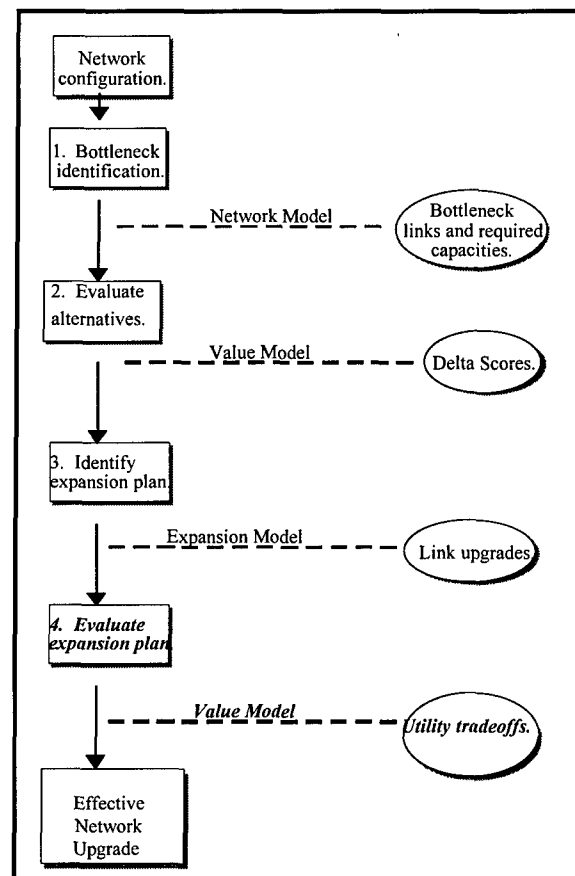 Network
configuration.
1. Bottleneck
identification.
Network Model
Bottleneck
links and required
capacities.
2. Evaluate
alternatives.
Value Model
Delta Scores.
3. Identify
expansion plan.
Expansion Model
Link upgrades
4. Evaluate
expansion plan.
Value Model
Utility tradeoffs.
Effective
Network
Upgrade